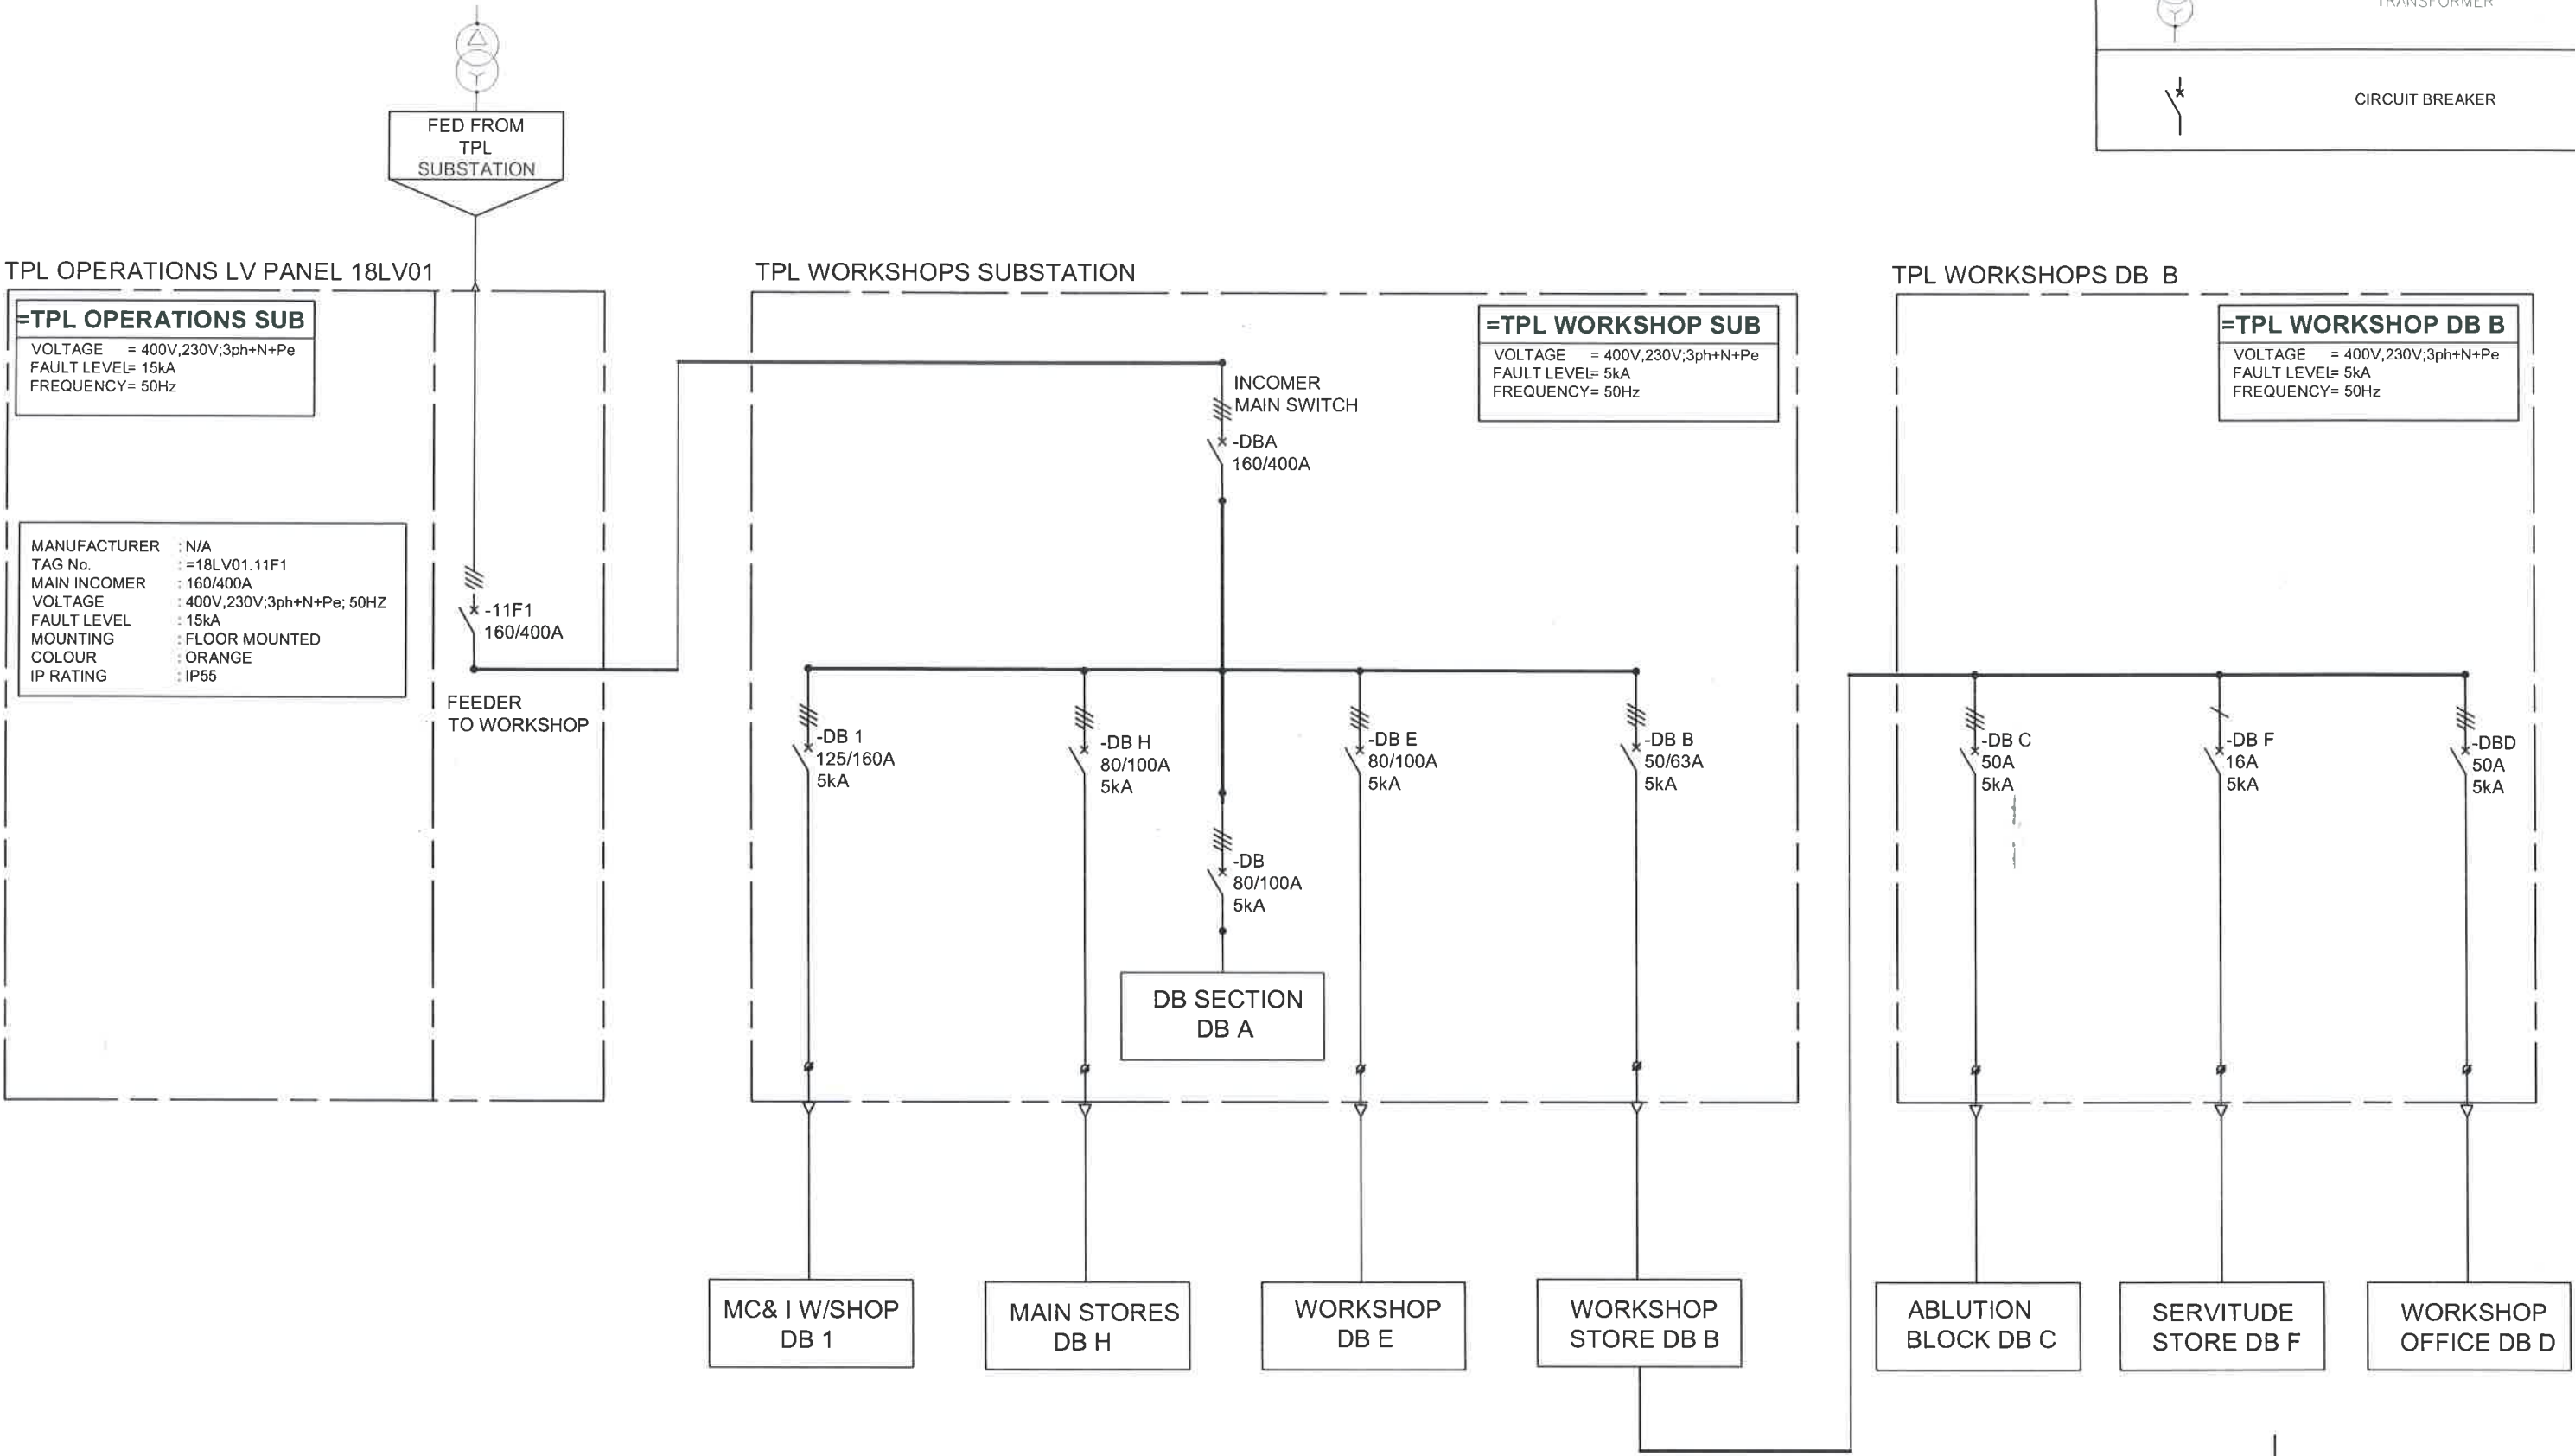 TRANSFORMER
CIRCUIT BREAKER
FED FROM
TPL
SUBSTATION
TPL OPERATIONS LV PANEL 18LV01
=TPL OPERATIONS SUB
VOLTAGE = 400V,230V;3ph+N+Pe
FAULT LEVEL= 15kA
FREQUENCY= 50Hz
MANUFACTURER : N/A
TAG No. : =18LV01.11F1
MAIN INCOMER : 160/400A
VOLTAGE : 400V,230V;3ph+N+Pe; 50HZ
FAULT LEVEL : 15kA
MOUNTING : FLOOR MOUNTED
COLOUR : ORANGE
IP RATING : IP55
-11F1
160/400A
FEEDER
TO WORKSHOP
TPL WORKSHOPS SUBSTATION
=TPL WORKSHOP SUB
VOLTAGE = 400V,230V;3ph+N+Pe
FAULT LEVEL= 5kA
FREQUENCY= 50Hz
INCOMER
MAIN SWITCH
-DBA
160/400A
-DB 1
125/160A
5kA
-DB H
80/100A
5kA
-DB
80/100A
5kA
-DB E
80/100A
5kA
-DB B
50/63A
5kA
DB SECTION
DB A
MC& I W/SHOP
DB 1
MAIN STORES
DB H
WORKSHOP
DB E
WORKSHOP
STORE DB B
TPL WORKSHOPS DB B
=TPL WORKSHOP DB B
VOLTAGE = 400V,230V;3ph+N+Pe
FAULT LEVEL= 5kA
FREQUENCY= 50Hz
-DB C
50A
5kA
-DB F
16A
5kA
-DBD
50A
5kA
ABLUTION
BLOCK DB C
SERVITUDE
STORE DB F
WORKSHOP
OFFICE DB D